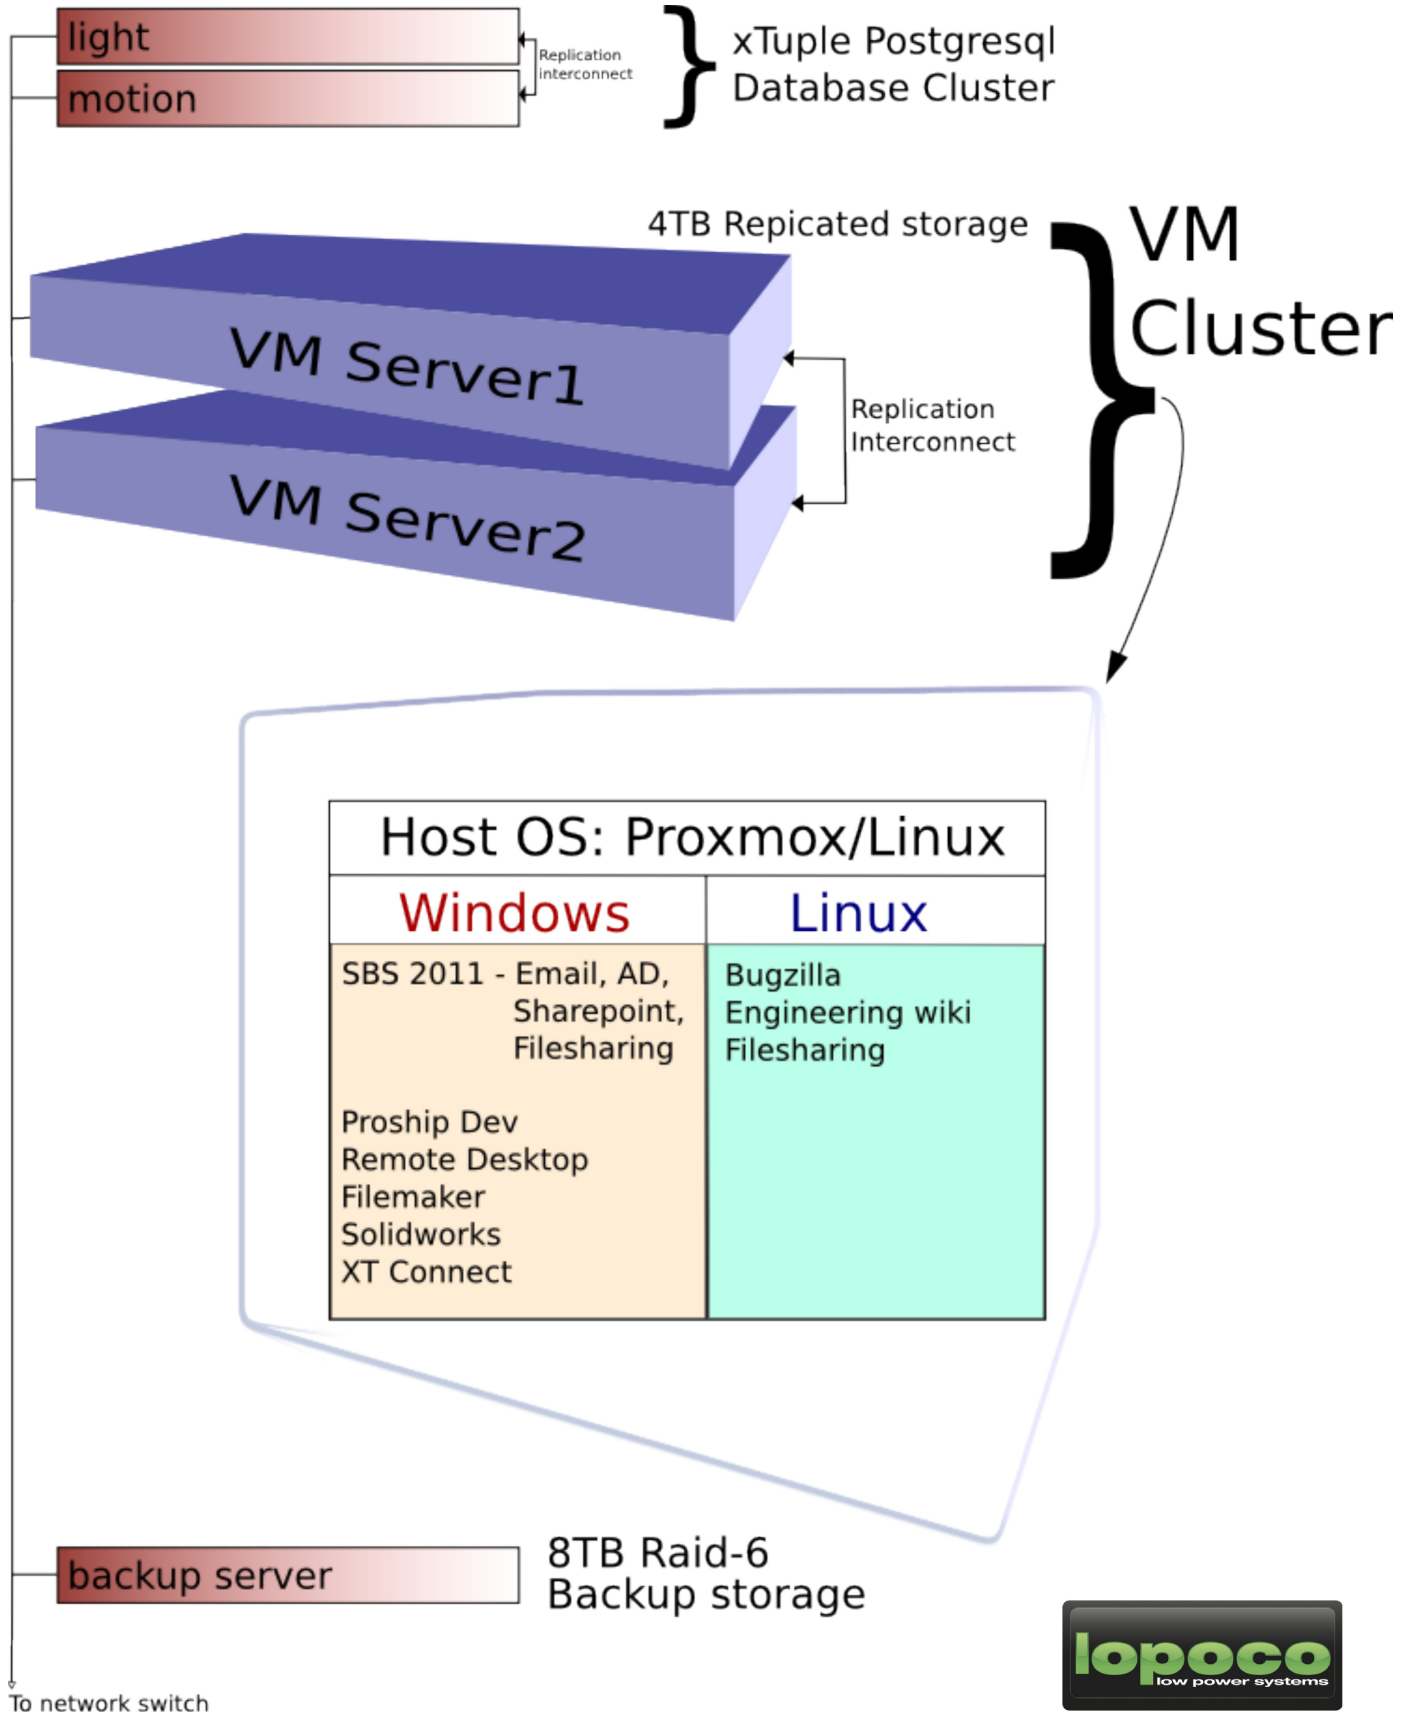 light
Replication
interconnect
motion
xTuple Postgresql
Database Cluster
4TB Repicated storage
VM
Cluster
VM Server1
Replication
Interconnect
VM Server2
Host OS: Proxmox/Linux
Windows
Linux
SBS 2011 - Email, AD,
Sharepoint,
Filesharing
Proship Dev
Remote Desktop
Filemaker
Solidworks
XT Connect
Bugzilla
Engineering wiki
Filesharing
backup server
8TB Raid-6
Backup storage
lopoco
low power systems
To network switch